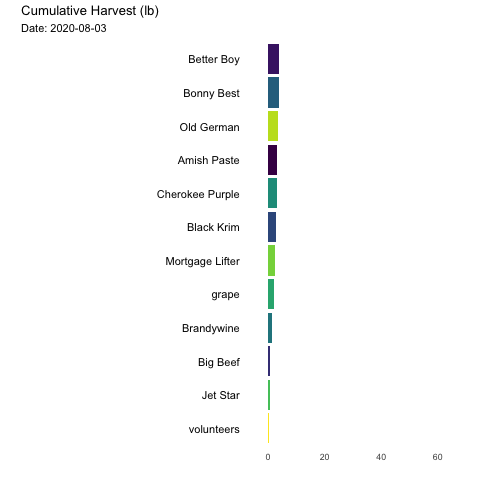 Cumulative Harvest (lb)
Date: 2020-08-03
Better Boy
Bonny Best
Old German
Amish Paste
Cherokee Purple
Black Krim
Mortgage Lifter
grape
Brandywine
Big Beef
Jet Star
volunteers
0 20 40 60